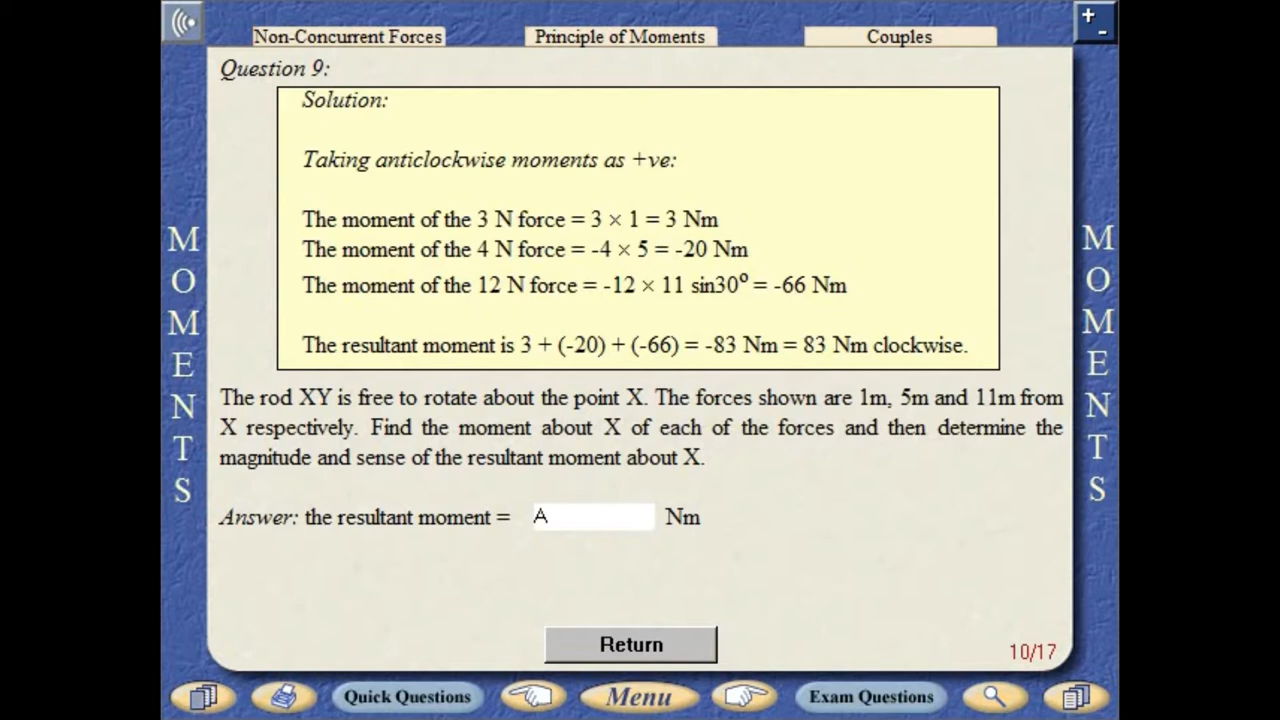 Non-Concurrent Forces
Principle of Moments
Couples
+
-
Question 9:
Solution:
Taking anticlockwise moments as +ve:
The moment of the 3 N force = 3 × 1 = 3 Nm
The moment of the 4 N force = -4 × 5 = -20 Nm
The moment of the 12 N force = -12 × 11 sin30º = -66 Nm
The resultant moment is 3 + (-20) + (-66) = -83 Nm = 83 Nm clockwise.
The rod XY is free to rotate about the point X. The forces shown are 1m, 5m and 11m from
X respectively. Find the moment about X of each of the forces and then determine the
magnitude and sense of the resultant moment about X.
Answer: the resultant moment = A Nm
Return
10/17
MOMENTS
MOMENTS
Quick Questions
Menu
Exam Questions